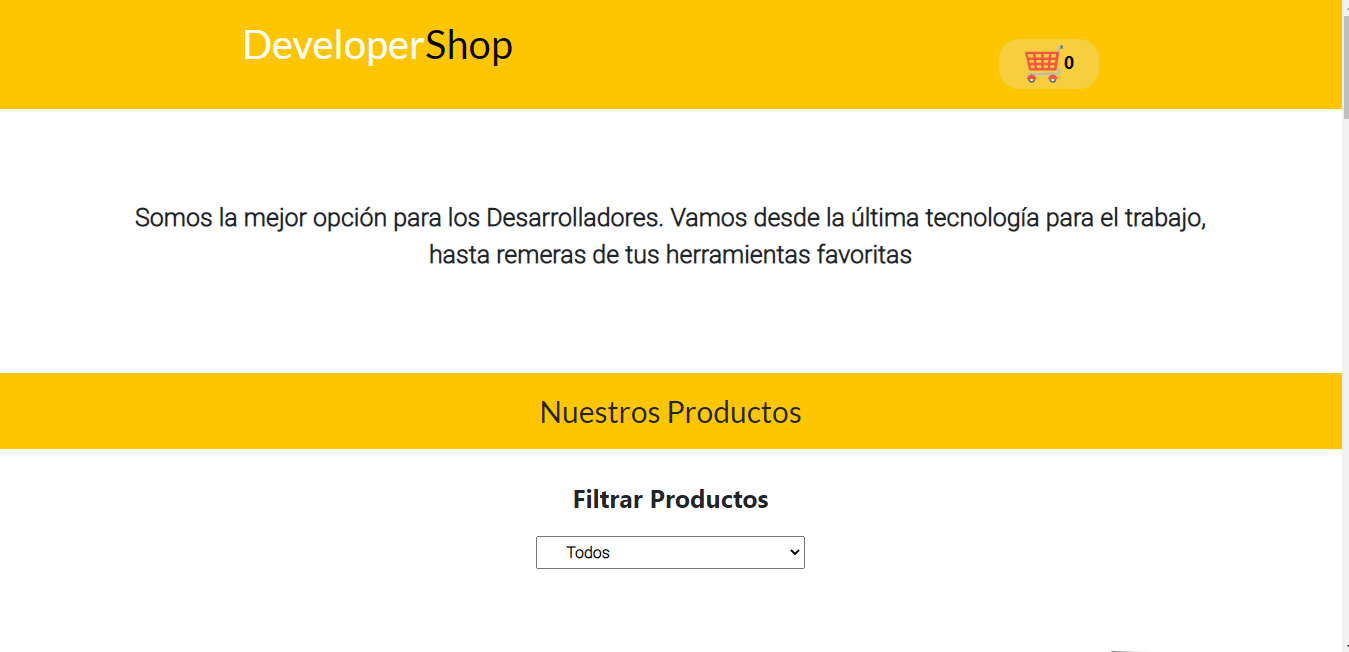 DeveloperShop
0
Somos la mejor opción para los Desarrolladores. Vamos desde la última tecnología para el trabajo,
hasta remeras de tus herramientas favoritas
Nuestros Productos
Filtrar Productos
Todos